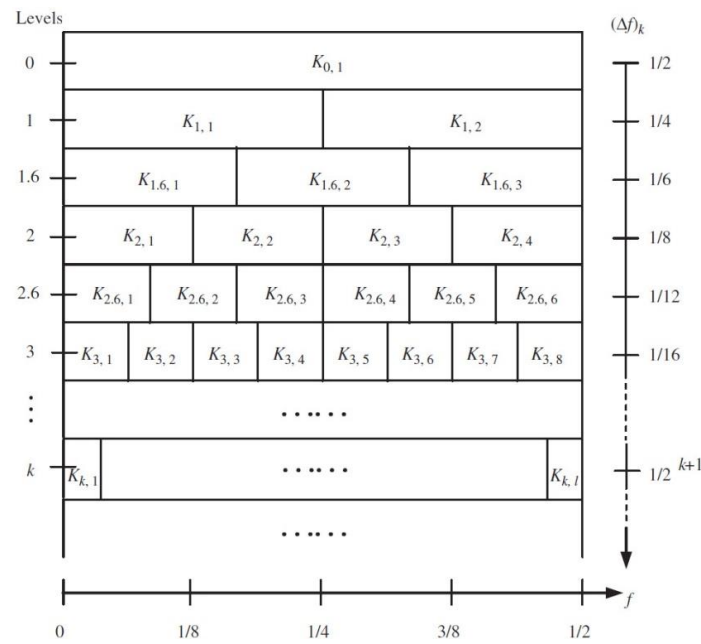 Levels (Δf)k
0 K0, 1 1/2
1 K1, 1 K1, 2 1/4
1.6 K1.6, 1 K1.6, 2 K1.6, 3 1/6
2 K2, 1 K2, 2 K2, 3 K2, 4 1/8
2.6 K2.6, 1 K2.6, 2 K2.6, 3 K2.6, 4 K2.6, 5 K2.6, 6 1/12
3 K3, 1 K3, 2 K3, 3 K3, 4 K3, 5 K3, 6 K3, 7 K3, 8 1/16
⋮ ······
k Kk, 1 ······ Kk, l 1/2 k+1
······
f
0 1/8 1/4 3/8 1/2